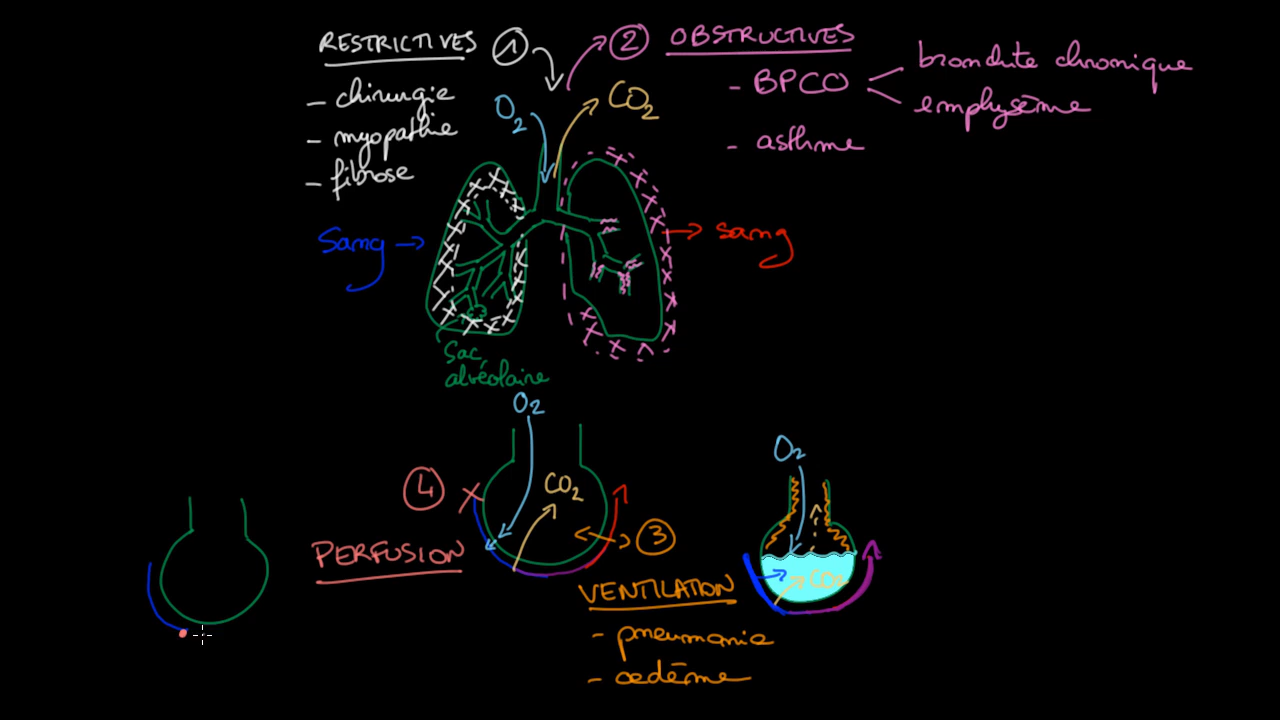 RESTRICTIVES 1
- chirurgie
- myopathie
- fibrose
2 OBSTRUCTIVES
- BPCO
bronchite chronique
emphysème
- asthme
O2
CO2
Sang
sang
Sac
alvéolaire
O2
CO2
4
PERFUSION
3
VENTILATION
- pneumonie
- œdème
O2
CO2